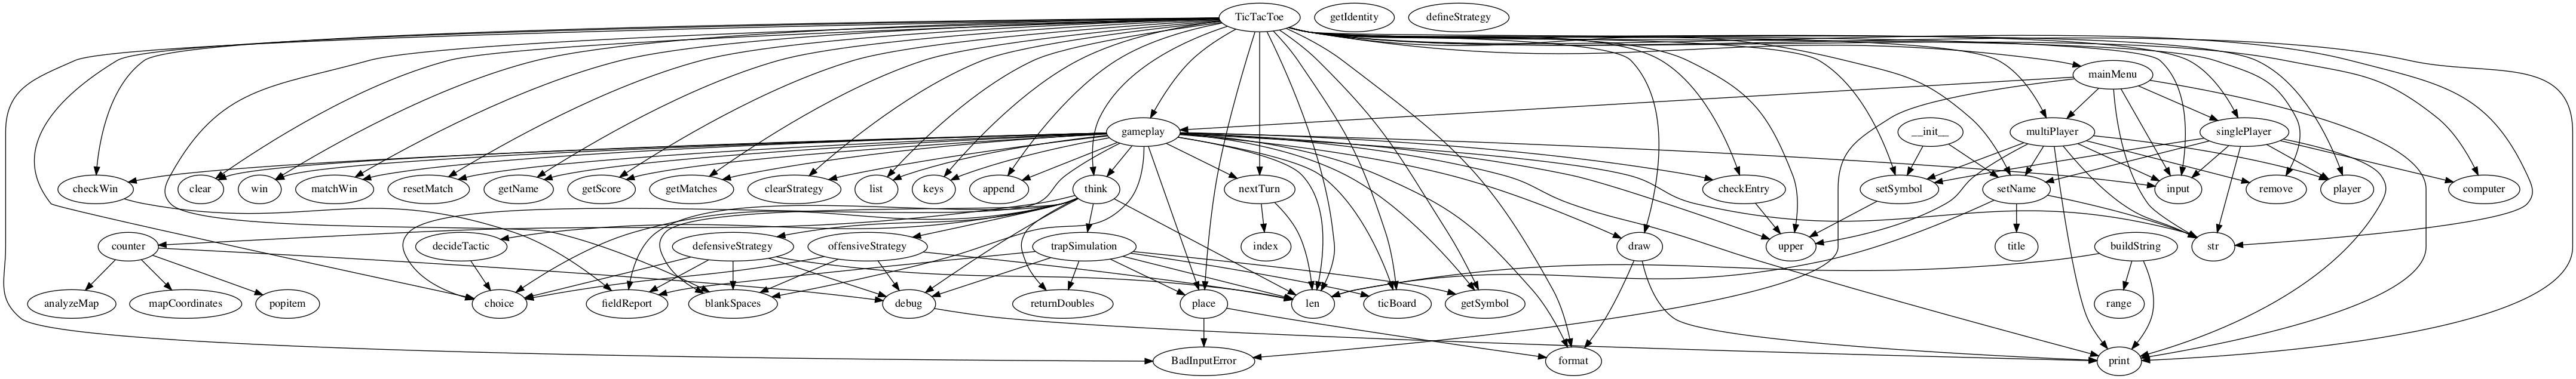 TicTacToe
getIdentity
defineStrategy
mainMenu
gameplay
__init__
multiPlayer
singlePlayer
checkWin
clear
win
matchWin
resetMatch
getName
getScore
getMatches
clearStrategy
list
keys
append
think
nextTurn
checkEntry
setSymbol
setName
input
remove
player
computer
counter
decideTactic
defensiveStrategy
offensiveStrategy
trapSimulation
index
draw
upper
title
buildString
str
analyzeMap
mapCoordinates
popitem
choice
fieldReport
blankSpaces
debug
returnDoubles
place
len
ticBoard
getSymbol
range
BadInputError
format
print